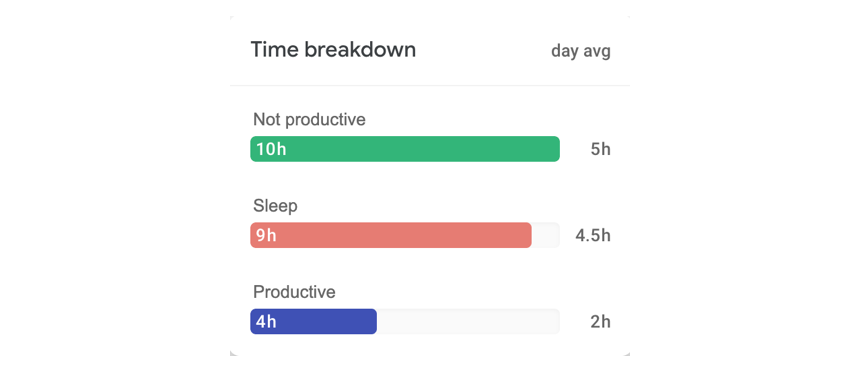 Time breakdown day avg
Not productive
10h 5h
Sleep
9h 4.5h
Productive
4h 2h